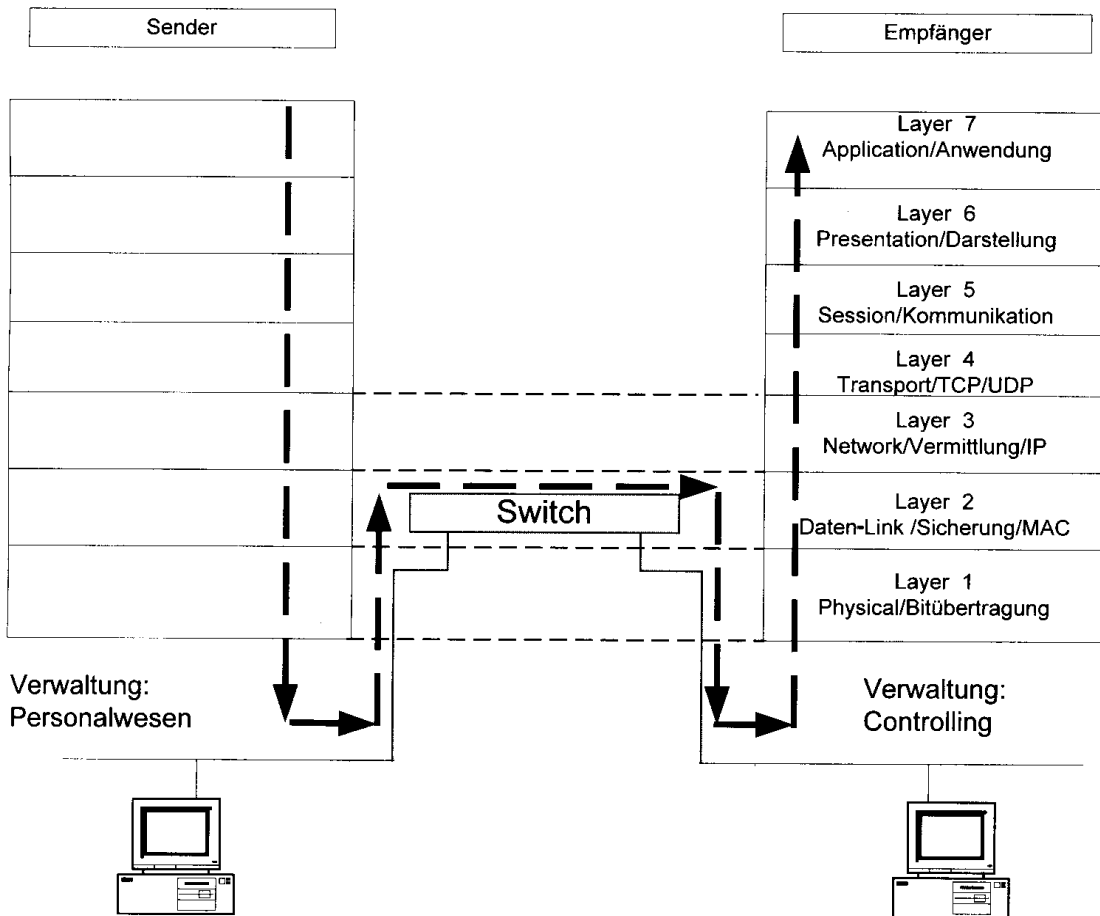 Sender
Empfänger
Layer 7
Application/Anwendung
Layer 6
Presentation/Darstellung
Layer 5
Session/Kommunikation
Layer 4
Transport/TCP/UDP
Layer 3
Network/Vermittlung/IP
Layer 2
Daten-Link /Sicherung/MAC
Layer 1
Physical/Bitübertragung
Switch
Verwaltung:
Personalwesen
Verwaltung:
Controlling